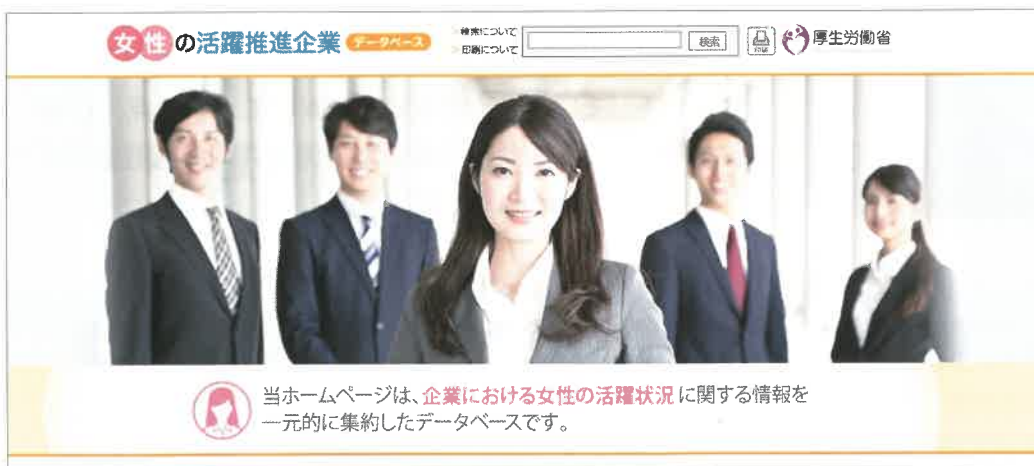 女性の活躍推進企業 データベース
検索について
印刷について
検索
印刷
厚生労働省
当ホームページは、企業における女性の活躍状況に関する情報を
一元的に集約したデータベースです。